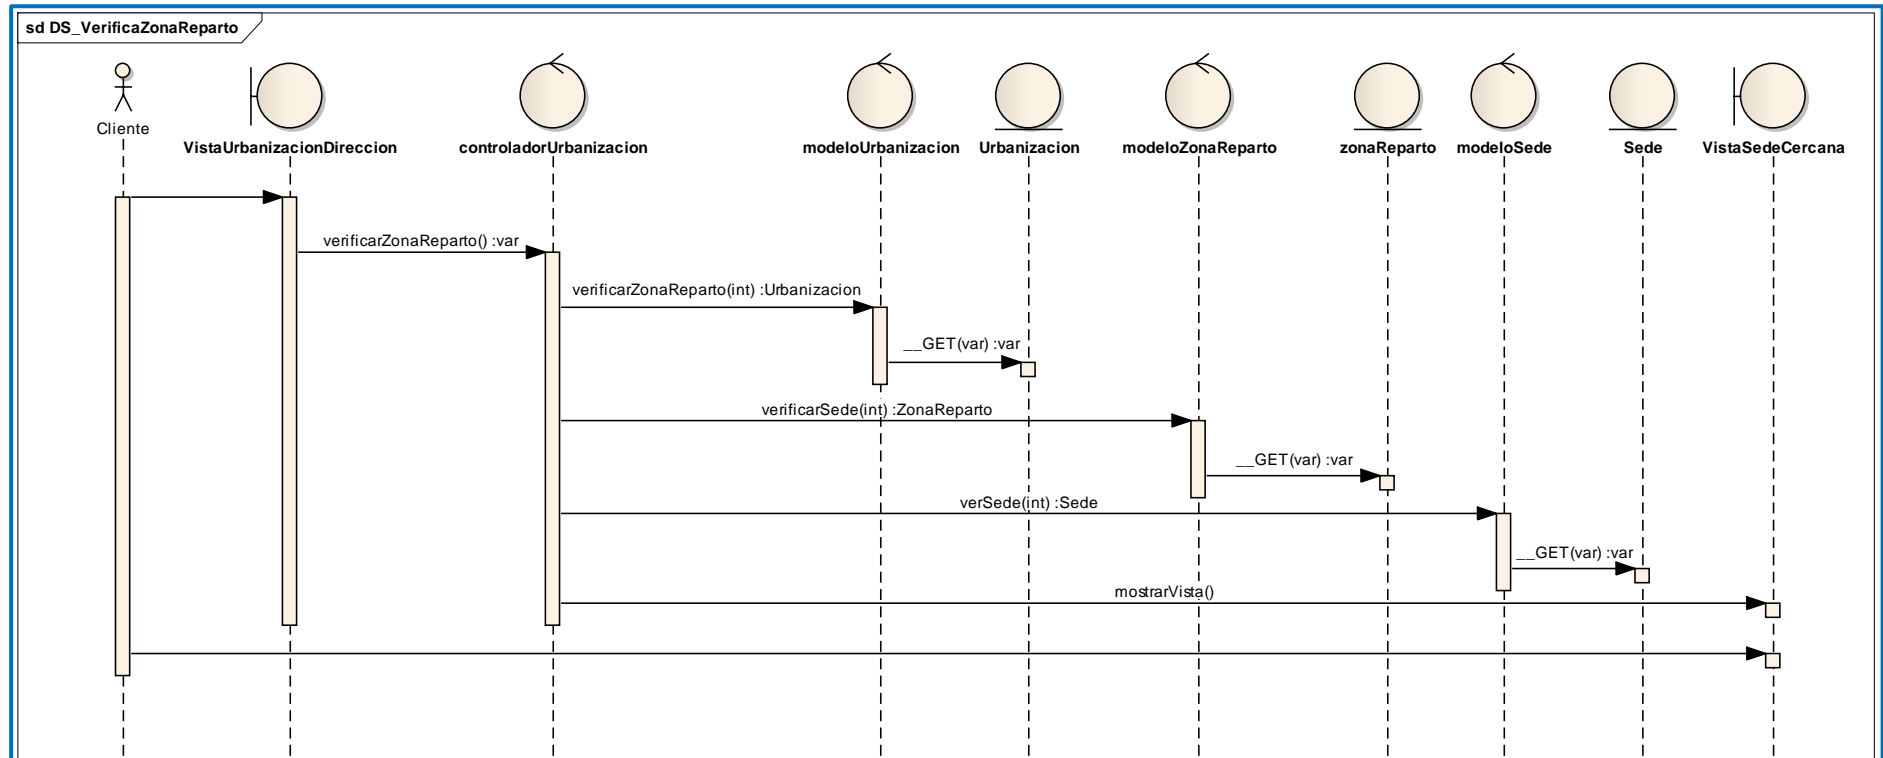 sd DS_VerificaZonaReparto
Cliente
VistaUrbanizacionDireccion
controladorUrbanizacion
modeloUrbanizacion
Urbanizacion
modeloZonaReparto
zonaReparto
modeloSede
Sede
VistaSedeCercana
verificarZonaReparto() :var
verificarZonaReparto(int) :Urbanizacion
__GET(var) :var
verificarSede(int) :ZonaReparto
__GET(var) :var
verSede(int) :Sede
__GET(var) :var
mostrarVista()